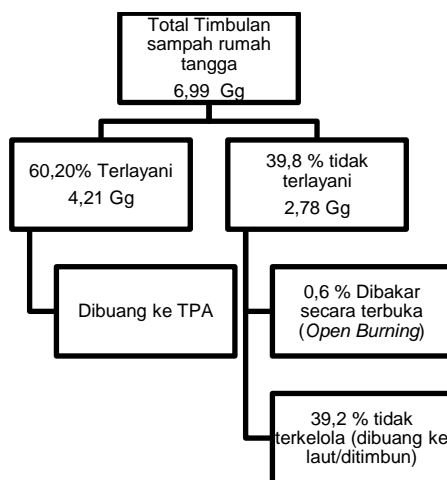 Total Timbulan
sampah rumah
tangga
6,99 Gg
60,20% Terlayani
4,21 Gg
39,8 % tidak
terlayani
2,78 Gg
Dibuang ke TPA
0,6 % Dibakar
secara terbuka
(Open Burning)
39,2 % tidak
terkelola (dibuang ke
laut/ditimbun)